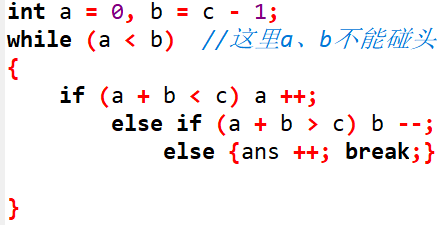 int a = 0, b = c - 1;
while (a < b)  //这里a、b不能碰头
{
    if (a + b < c) a ++;
        else if (a + b > c) b --;
            else {ans ++; break;}
}